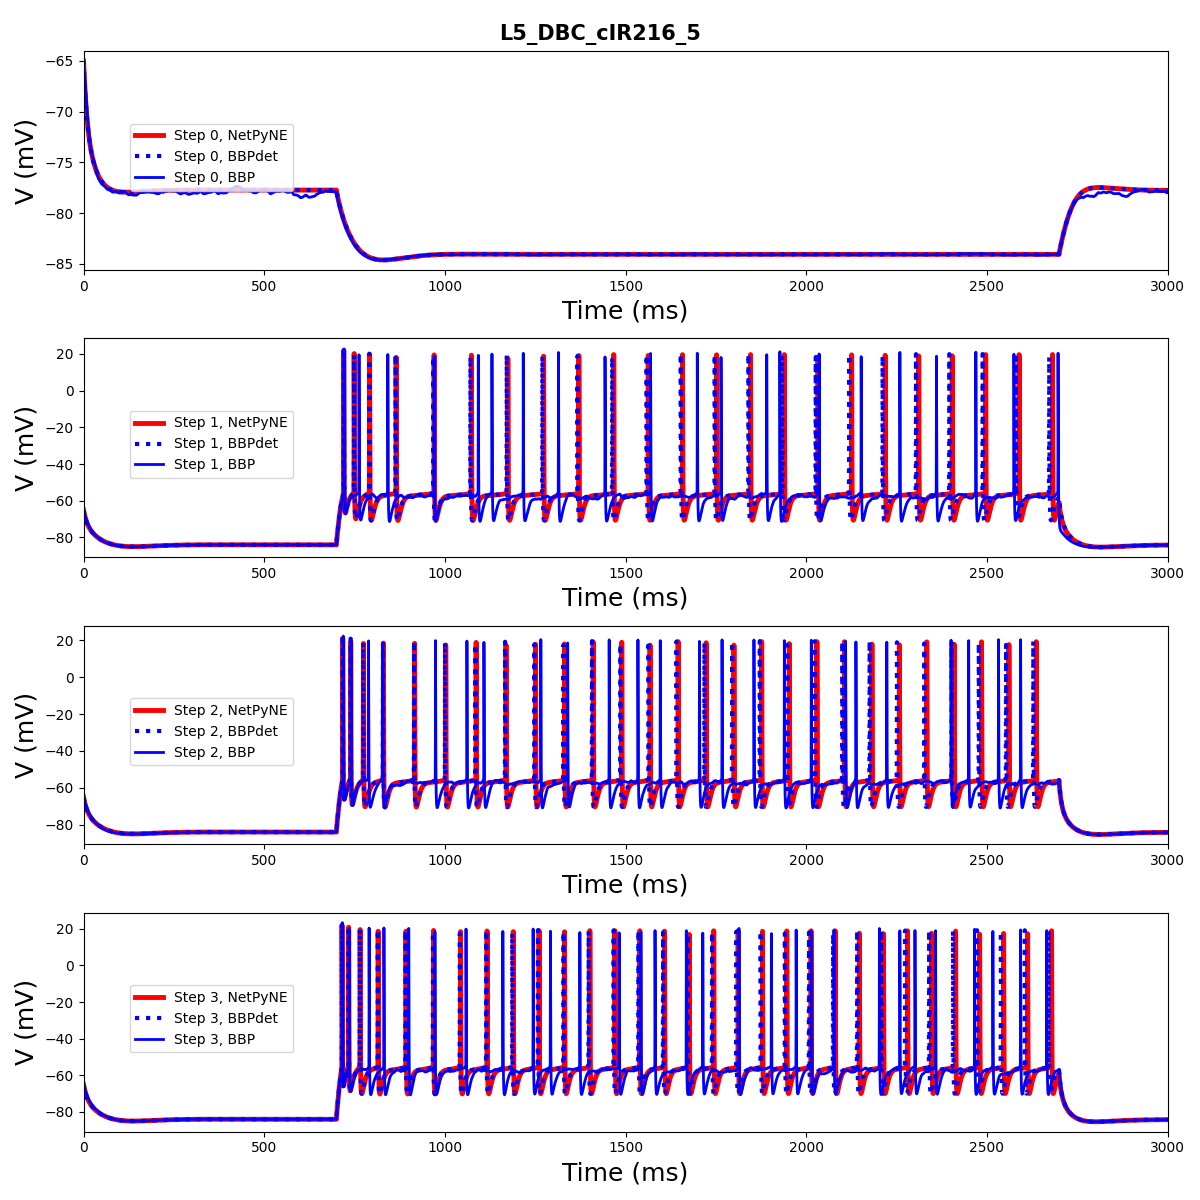 L5_DBC_cIR216_5
−65
−70
−75
−80
−85
V (mV)
Step 0, NetPyNE
Step 0, BBPdet
Step 0, BBP
0 500 1000 1500 2000 2500 3000
Time (ms)
20
0
−20
−40
−60
−80
V (mV)
Step 1, NetPyNE
Step 1, BBPdet
Step 1, BBP
0 500 1000 1500 2000 2500 3000
Time (ms)
20
0
−20
−40
−60
−80
V (mV)
Step 2, NetPyNE
Step 2, BBPdet
Step 2, BBP
0 500 1000 1500 2000 2500 3000
Time (ms)
20
0
−20
−40
−60
−80
V (mV)
Step 3, NetPyNE
Step 3, BBPdet
Step 3, BBP
0 500 1000 1500 2000 2500 3000
Time (ms)